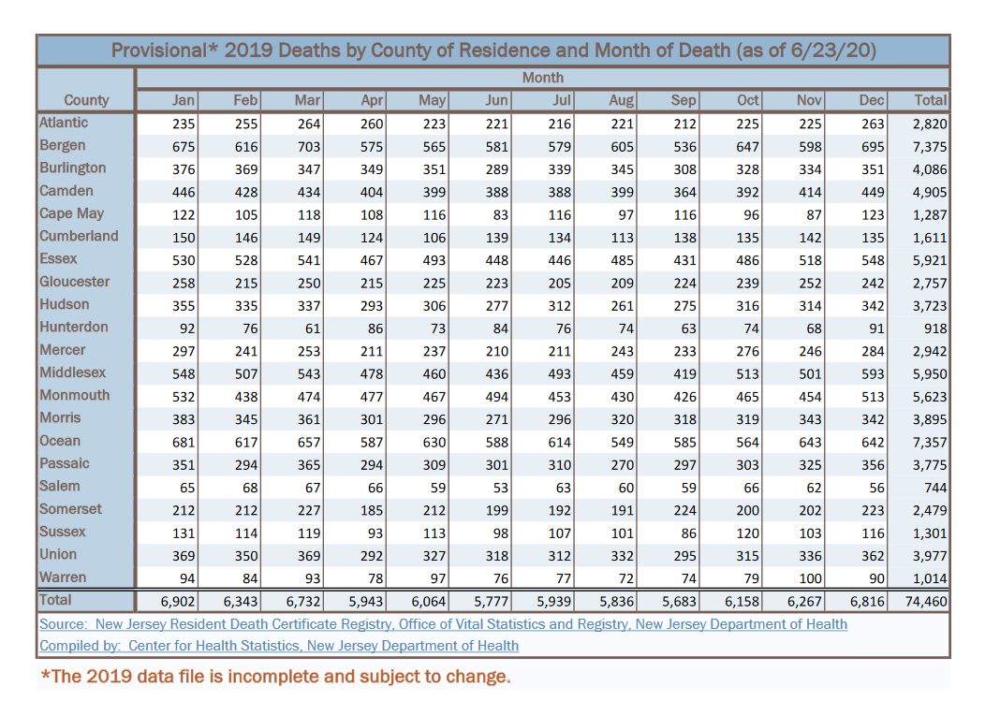 Provisional* 2019 Deaths by County of Residence and Month of Death (as of 6/23/20)
Month
County Jan Feb Mar Apr May Jun Jul Aug Sep Oct Nov Dec Total
Atlantic 235 255 264 260 223 221 216 221 212 225 225 263 2,820
Bergen 675 616 703 575 565 581 579 605 536 647 598 695 7,375
Burlington 376 369 347 349 351 289 339 345 308 328 334 351 4,086
Camden 446 428 434 404 399 388 388 399 364 392 414 449 4,905
Cape May 122 105 118 108 116 83 116 97 116 96 87 123 1,287
Cumberland 150 146 149 124 106 139 134 113 138 135 142 135 1,611
Essex 530 528 541 467 493 448 446 485 431 486 518 548 5,921
Gloucester 258 215 250 215 225 223 205 209 224 239 252 242 2,757
Hudson 355 335 337 293 306 277 312 261 275 316 314 342 3,723
Hunterdon 92 76 61 86 73 84 76 74 63 74 68 91 918
Mercer 297 241 253 211 237 210 211 243 233 276 246 284 2,942
Middlesex 548 507 543 478 460 436 493 459 419 513 501 593 5,950
Monmouth 532 438 474 477 467 494 453 430 426 465 454 513 5,623
Morris 383 345 361 301 296 271 296 320 318 319 343 342 3,895
Ocean 681 617 657 587 630 588 614 549 585 564 643 642 7,357
Passaic 351 294 365 294 309 301 310 270 297 303 325 356 3,775
Salem 65 68 67 66 59 53 63 60 59 66 62 56 744
Somerset 212 212 227 185 212 199 192 191 224 200 202 223 2,479
Sussex 131 114 119 93 113 98 107 101 86 120 103 116 1,301
Union 369 350 369 292 327 318 312 332 295 315 336 362 3,977
Warren 94 84 93 78 97 76 77 72 74 79 100 90 1,014
Total 6,902 6,343 6,732 5,943 6,064 5,777 5,939 5,836 5,683 6,158 6,267 6,816 74,460
Source: New Jersey Resident Death Certificate Registry, Office of Vital Statistics and Registry, New Jersey Department of Health
Compiled by: Center for Health Statistics, New Jersey Department of Health
*The 2019 data file is incomplete and subject to change.